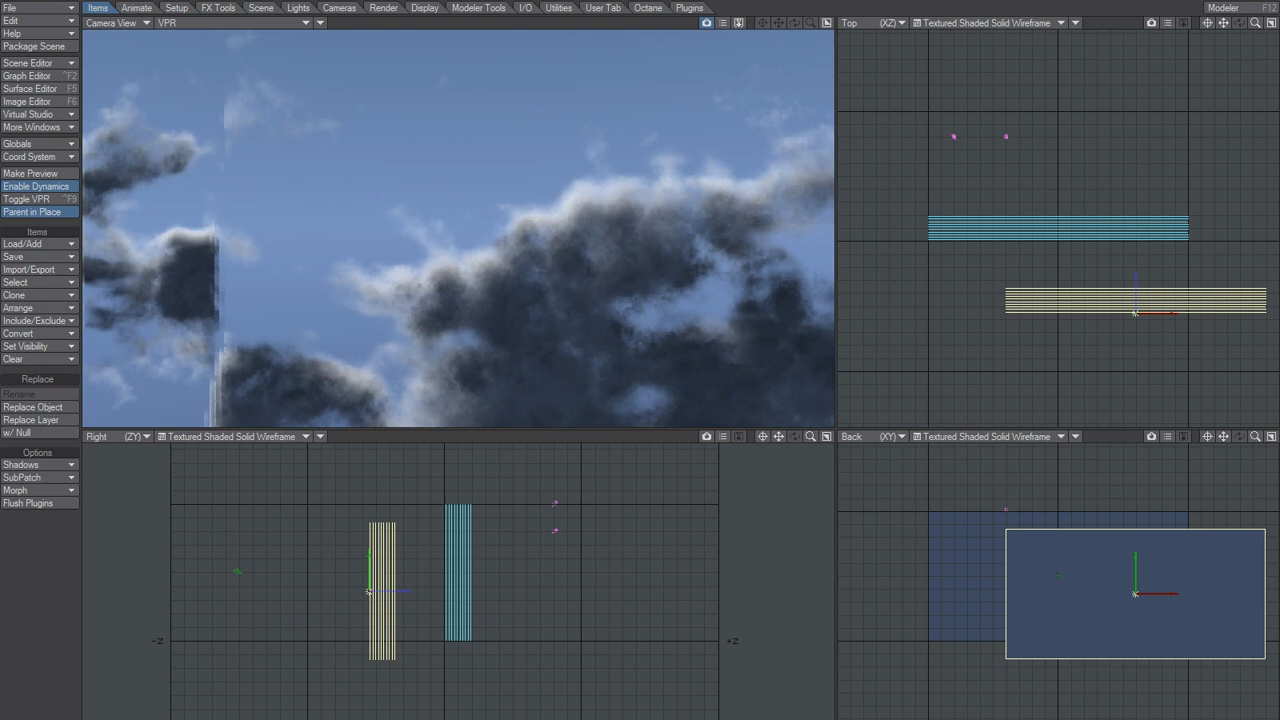 File Items Animate Setup FX Tools Scene Lights Cameras Render Display Modeler Tools I/O Utilities User Tab Octane Plugins Modeler F12
Edit Camera View VPR Top (XZ) Textured Shaded Solid Wireframe
Help
Package Scene
Scene Editor
Graph Editor ^F2
Surface Editor F5
Image Editor F6
Virtual Studio
More Windows
Globals
Coord System
Make Preview
Enable Dynamics
Toggle VPR ^F9
Parent in Place
Items
Load/Add
Save
Import/Export
Select
Clone
Arrange
Include/Exclude
Convert
Set Visibility
Clear
Replace
Rename
Replace Object
Replace Layer
w/ Null
Right (ZY) Textured Shaded Solid Wireframe Back (XY) Textured Shaded Solid Wireframe
Options
Shadows
SubPatch
Morph
Flush Plugins
-Z +Z